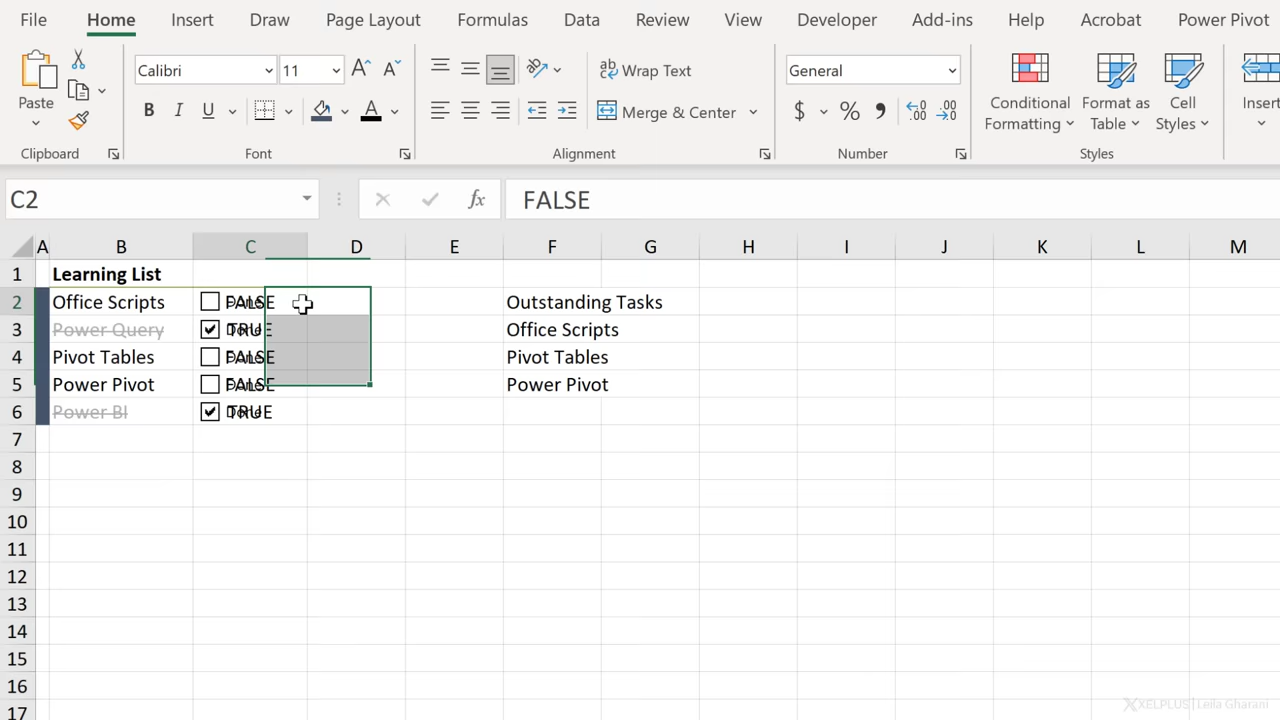 File Home Insert Draw Page Layout Formulas Data Review View Developer Add-ins Help Acrobat Power Pivot
Calibri 11 A A ab Wrap Text General
Paste B I U A Merge & Center $ % 9 Conditional Formatting Format as Table Cell Styles Insert
Clipboard Font Alignment Number Styles
C2 fx FALSE
A B C D E F G H I J K L M
1 Learning List
2 Office Scripts FALSE Outstanding Tasks
3 Power Query TRUE Office Scripts
4 Pivot Tables FALSE Pivot Tables
5 Power Pivot FALSE Power Pivot
6 Power BI TRUE
7
8
9
10
11
12
13
14
15
16
17
XELPLUS | Leila Gharani